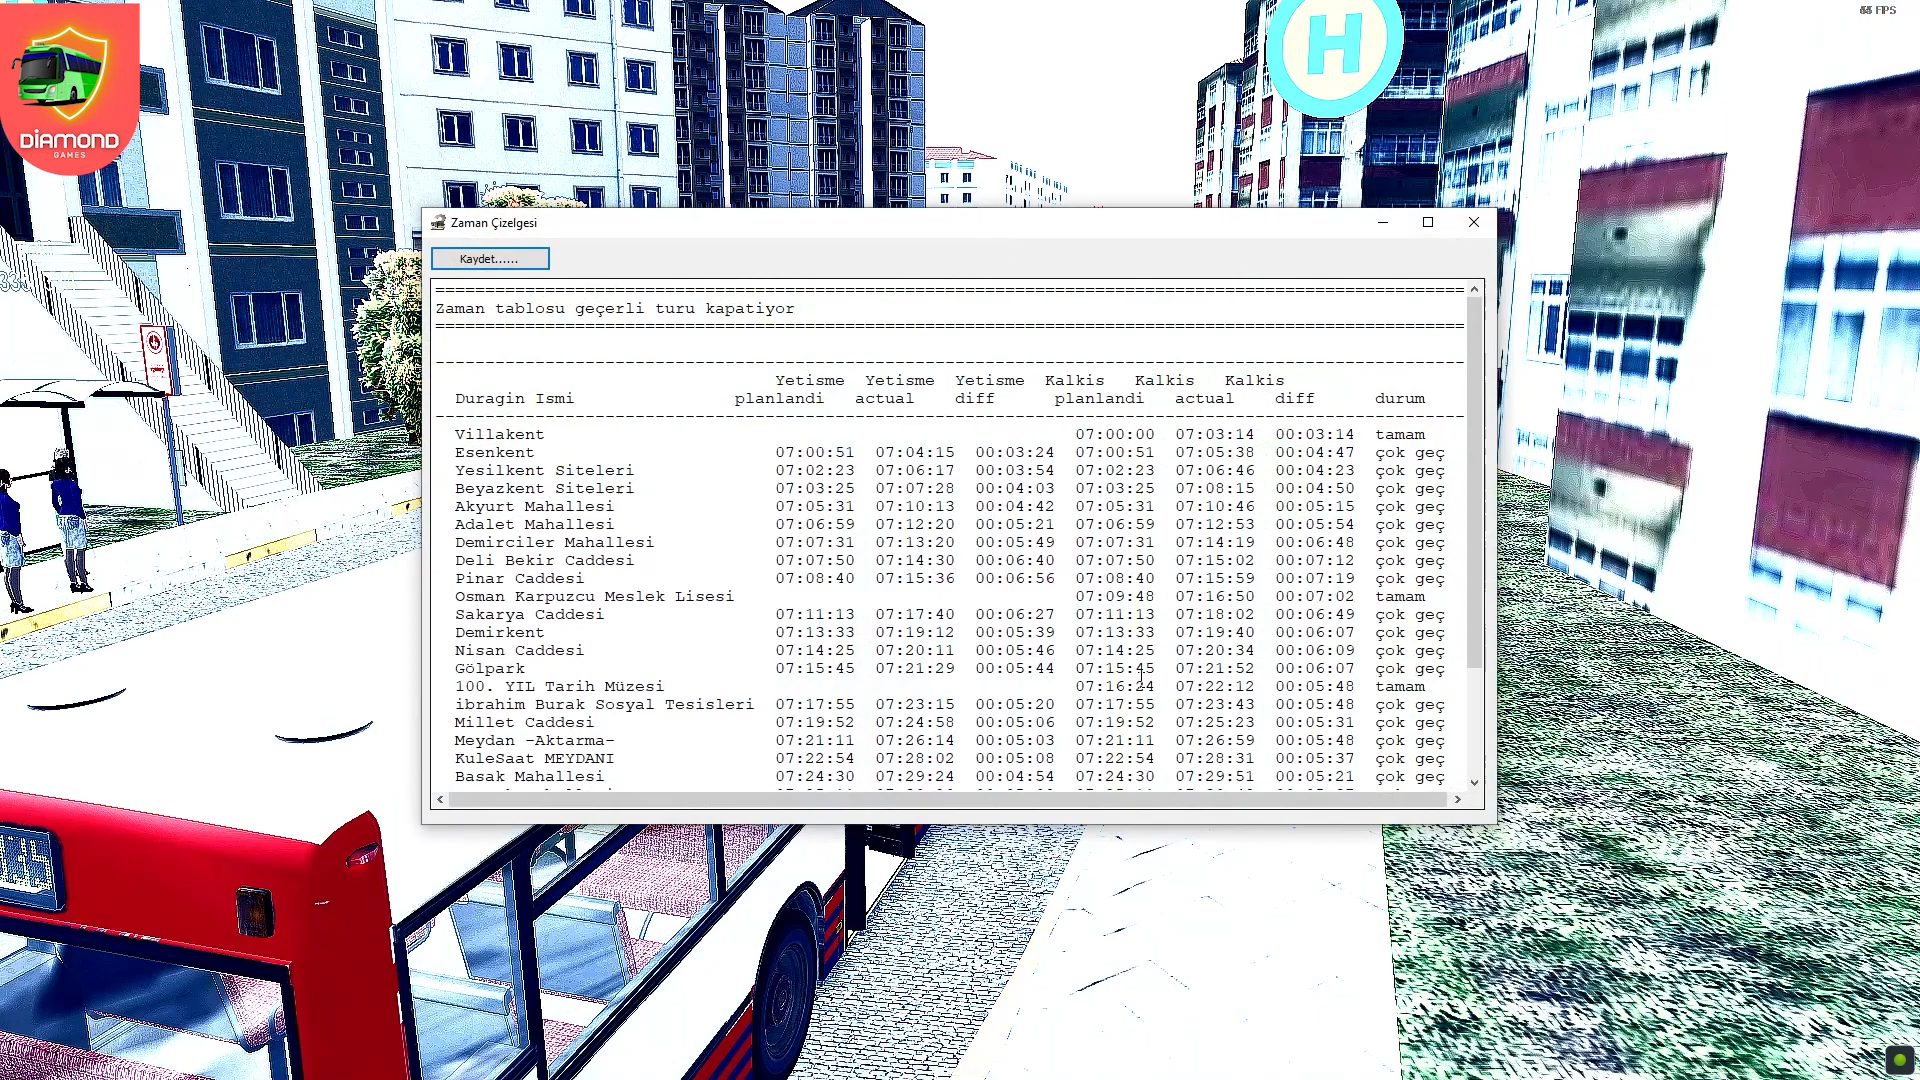 55 FPS
DİAMOND
GAMES
Zaman Çizelgesi
Kaydet......
Zaman tablosu geçerli turu kapatiyor
Yetisme Yetisme Yetisme Kalkis Kalkis Kalkis
Duragin Ismi planlandi actual diff planlandi actual diff durum
Villakent 07:00:00 07:03:14 00:03:14 tamam
Esenkent 07:00:51 07:04:15 00:03:24 07:00:51 07:05:38 00:04:47 çok geç
Yesilkent Siteleri 07:02:23 07:06:17 00:03:54 07:02:23 07:06:46 00:04:23 çok geç
Beyazkent Siteleri 07:03:25 07:07:28 00:04:03 07:03:25 07:08:15 00:04:50 çok geç
Akyurt Mahallesi 07:05:31 07:10:13 00:04:42 07:05:31 07:10:46 00:05:15 çok geç
Adalet Mahallesi 07:06:59 07:12:20 00:05:21 07:06:59 07:12:53 00:05:54 çok geç
Demirciler Mahallesi 07:07:31 07:13:20 00:05:49 07:07:31 07:14:19 00:06:48 çok geç
Deli Bekir Caddesi 07:07:50 07:14:30 00:06:40 07:07:50 07:15:02 00:07:12 çok geç
Pinar Caddesi 07:08:40 07:15:36 00:06:56 07:08:40 07:15:59 00:07:19 çok geç
Osman Karpuzcu Meslek Lisesi 07:09:48 07:16:50 00:07:02 tamam
Sakarya Caddesi 07:11:13 07:17:40 00:06:27 07:11:13 07:18:02 00:06:49 çok geç
Demirkent 07:13:33 07:19:12 00:05:39 07:13:33 07:19:40 00:06:07 çok geç
Nisan Caddesi 07:14:25 07:20:11 00:05:46 07:14:25 07:20:34 00:06:09 çok geç
Gölpark 07:15:45 07:21:29 00:05:44 07:15:45 07:21:52 00:06:07 çok geç
100. YIL Tarih Müzesi 07:16:24 07:22:12 00:05:48 tamam
ibrahim Burak Sosyal Tesisleri 07:17:55 07:23:15 00:05:20 07:17:55 07:23:43 00:05:48 çok geç
Millet Caddesi 07:19:52 07:24:58 00:05:06 07:19:52 07:25:23 00:05:31 çok geç
Meydan -Aktarma- 07:21:11 07:26:14 00:05:03 07:21:11 07:26:59 00:05:48 çok geç
KuleSaat MEYDANI 07:22:54 07:28:02 00:05:08 07:22:54 07:28:31 00:05:37 çok geç
Basak Mahallesi 07:24:30 07:29:24 00:04:54 07:24:30 07:29:51 00:05:21 çok geç
H